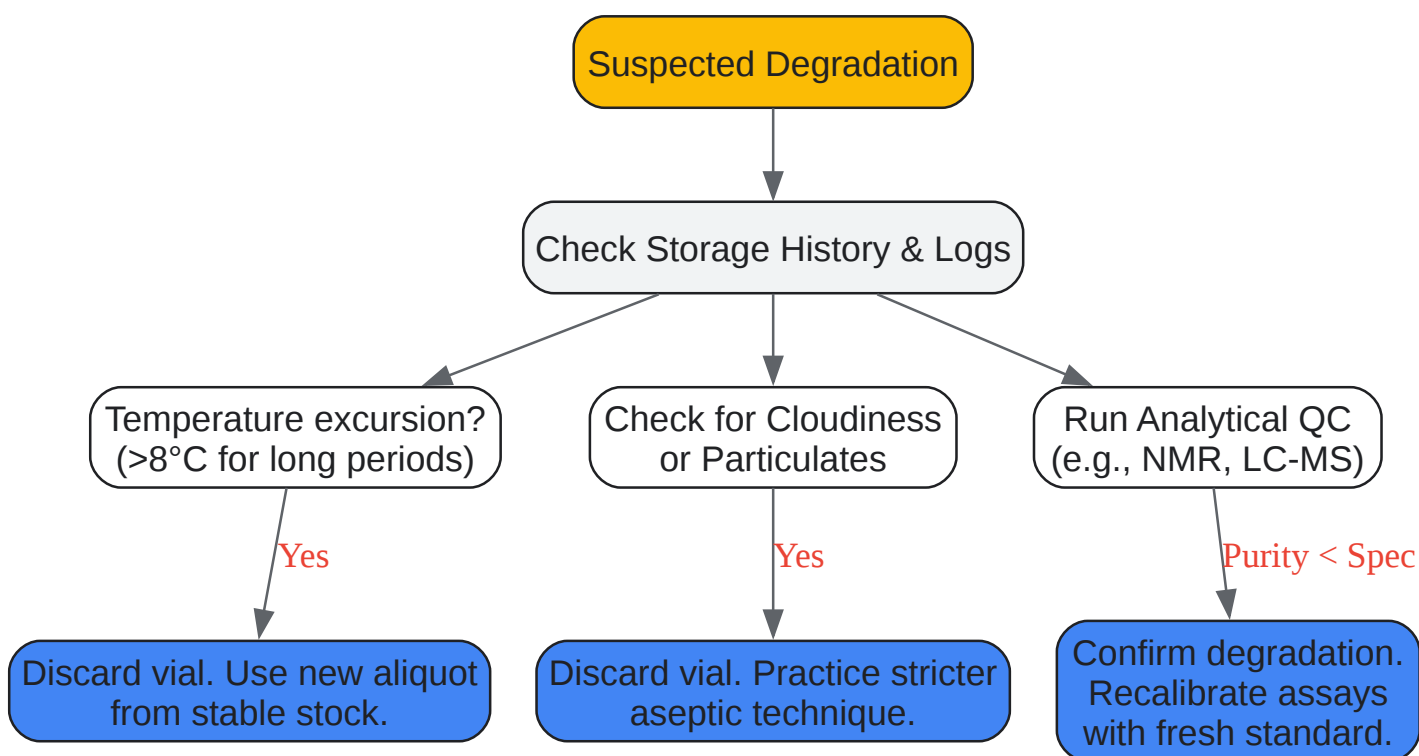 Suspected Degradation
Check Storage History & Logs
Temperature excursion?
(>8°C for long periods)
Check for Cloudiness
or Particulates
Run Analytical QC
(e.g., NMR, LC-MS)
Yes
Yes
Purity < Spec
Discard vial. Use new aliquot
from stable stock.
Discard vial. Practice stricter
aseptic technique.
Confirm degradation.
Recalibrate assays
with fresh standard.